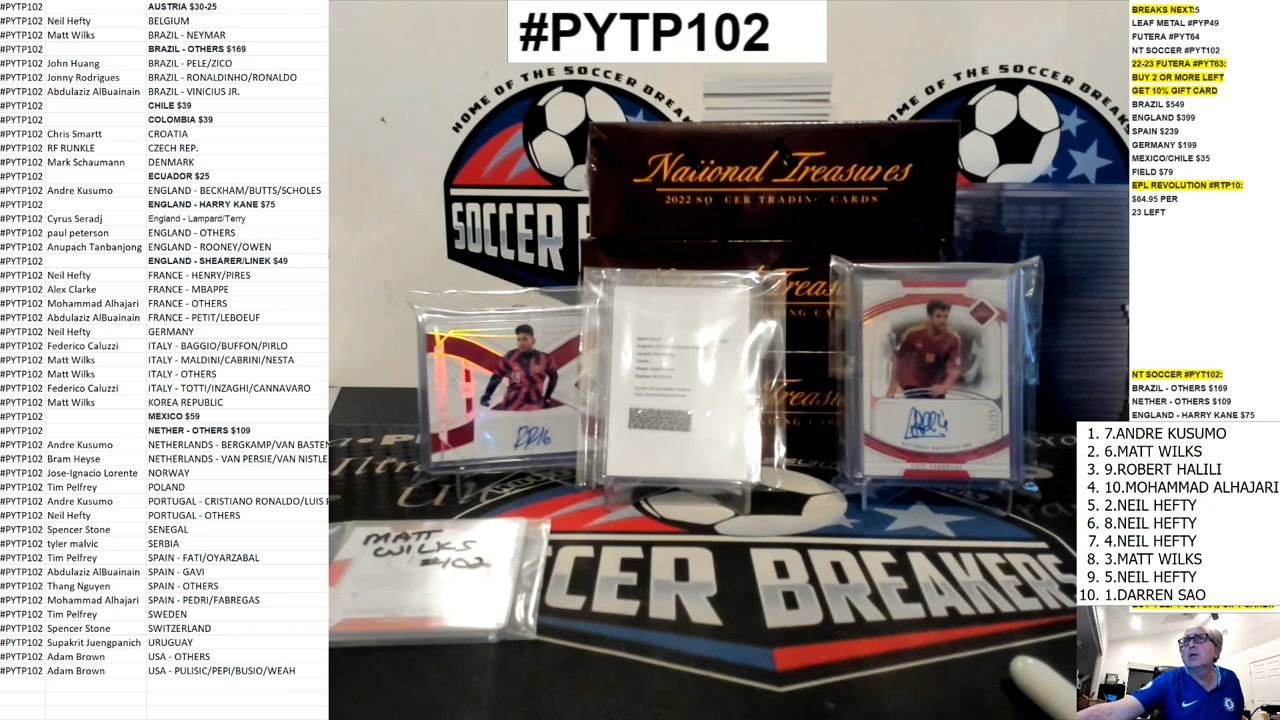 #PYTP102 AUSTRIA $30-25
#PYTP102 Neil Hefty BELGIUM
#PYTP102 Matt Wilks BRAZIL - NEYMAR
#PYTP102 BRAZIL - OTHERS $169
#PYTP102 John Huang BRAZIL - PELE/ZICO
#PYTP102 Jonny Rodrigues BRAZIL - RONALDINHO/RONALDO
#PYTP102 Abdulaziz AlBuainain BRAZIL - VINICIUS JR.
#PYTP102 CHILE $39
#PYTP102 COLOMBIA $39
#PYTP102 Chris Smartt CROATIA
#PYTP102 RF RUNKLE CZECH REP.
#PYTP102 Mark Schaumann DENMARK
#PYTP102 ECUADOR $25
#PYTP102 Andre Kusumo ENGLAND - BECKHAM/BUTTS/SCHOLES
#PYTP102 ENGLAND - HARRY KANE $75
#PYTP102 Cyrus Seradj England - Lampard/Terry
#PYTP102 paul peterson ENGLAND - OTHERS
#PYTP102 Anupach Tanbanjong ENGLAND - ROONEY/OWEN
#PYTP102 ENGLAND - SHEARER/LINEK $49
#PYTP102 Neil Hefty FRANCE - HENRY/PIRES
#PYTP102 Alex Clarke FRANCE - MBAPPE
#PYTP102 Mohammad Alhajari FRANCE - OTHERS
#PYTP102 Abdulaziz AlBuainain FRANCE - PETIT/LEBOEUF
#PYTP102 Neil Hefty GERMANY
#PYTP102 Federico Caluzzi ITALY - BAGGIO/BUFFON/PIRLO
#PYTP102 Matt Wilks ITALY - MALDINI/CABRINI/NESTA
#PYTP102 Matt Wilks ITALY - OTHERS
#PYTP102 Federico Caluzzi ITALY - TOTTI/INZAGHI/CANNAVARO
#PYTP102 Matt Wilks KOREA REPUBLIC
#PYTP102 MEXICO $59
#PYTP102 NETHER - OTHERS $109
#PYTP102 Andre Kusumo NETHERLANDS - BERGKAMP/VAN BASTEN
#PYTP102 Bram Heyse NETHERLANDS - VAN PERSIE/VAN NISTLE
#PYTP102 Jose-Ignacio Lorente NORWAY
#PYTP102 Tim Pelfrey POLAND
#PYTP102 Andre Kusumo PORTUGAL - CRISTIANO RONALDO/LUIS
#PYTP102 Neil Hefty PORTUGAL - OTHERS
#PYTP102 Spencer Stone SENEGAL
#PYTP102 tyler malvic SERBIA
#PYTP102 Tim Pelfrey SPAIN - FATI/OYARZABAL
#PYTP102 Abdulaziz AlBuainain SPAIN - GAVI
#PYTP102 Thang Nguyen SPAIN - OTHERS
#PYTP102 Mohammad Alhajari SPAIN - PEDRI/FABREGAS
#PYTP102 Tim Pelfrey SWEDEN
#PYTP102 Spencer Stone SWITZERLAND
#PYTP102 Supakrit Juengpanich URUGUAY
#PYTP102 Adam Brown USA - OTHERS
#PYTP102 Adam Brown USA - PULISIC/PEPI/BUSIO/WEAH
#PYTP102
HOME OF THE SOCCER BREAKERS
SOCCER
National Treasures
2022 SOCCER TRADING CARDS
RR16
MATT
WILKS
#102
SOCCER BREAKERS
BREAKS NEXT:5
LEAF METAL #PYP49
FUTERA #PYT64
NT SOCCER #PYT102
22-23 FUTERA #PYT63:
BUY 2 OR MORE LEFT
GET 10% GIFT CARD
BRAZIL $549
ENGLAND $399
SPAIN $239
GERMANY $199
MEXICO/CHILE $35
FIELD $79
EPL REVOLUTION #RTP10:
$64.95 PER
23 LEFT
NT SOCCER #PYT102:
BRAZIL - OTHERS $169
NETHER - OTHERS $109
ENGLAND - HARRY KANE $75
1. 7.ANDRE KUSUMO
2. 6.MATT WILKS
3. 9.ROBERT HALILI
4. 10.MOHAMMAD ALHAJARI
5. 2.NEIL HEFTY
6. 8.NEIL HEFTY
7. 4.NEIL HEFTY
8. 3.MATT WILKS
9. 5.NEIL HEFTY
10. 1.DARREN SAO